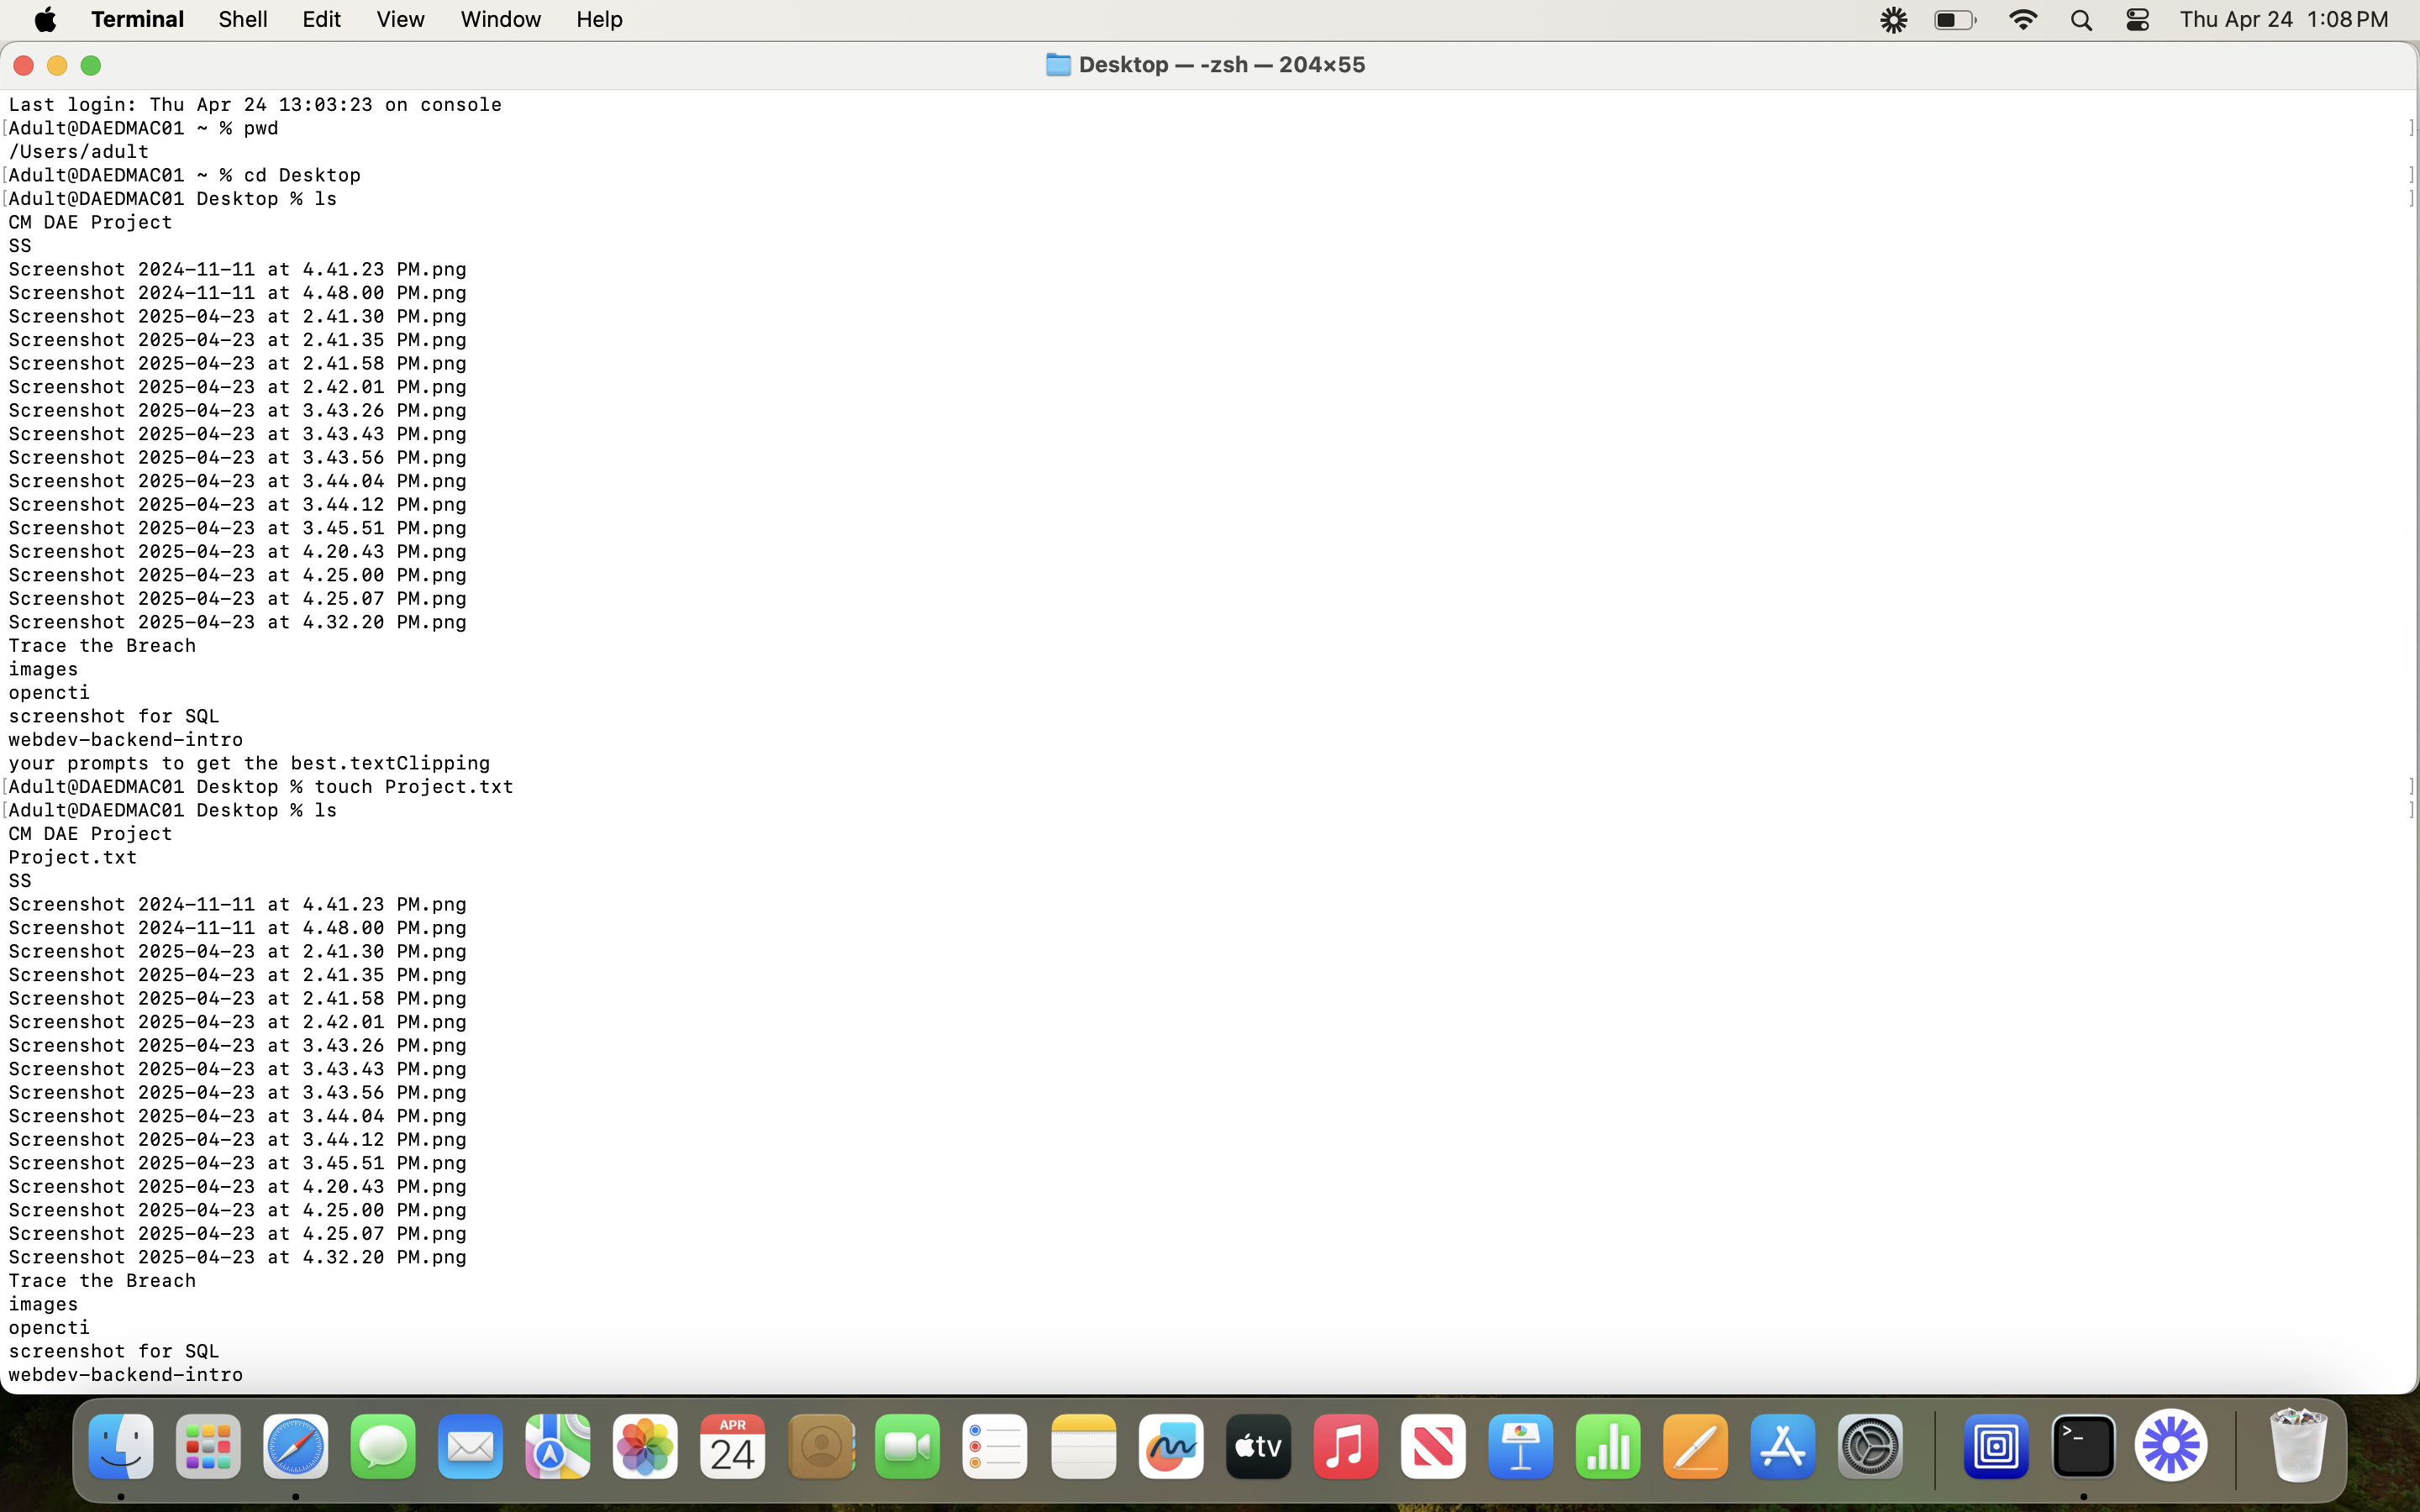 Terminal Shell Edit View Window Help Thu Apr 24 1:08 PM
Desktop — -zsh — 204×55
Last login: Thu Apr 24 13:03:23 on console
[Adult@DAEDMAC01 ~ % pwd ]
/Users/adult
[Adult@DAEDMAC01 ~ % cd Desktop ]
[Adult@DAEDMAC01 Desktop % ls ]
CM DAE Project
SS
Screenshot 2024-11-11 at 4.41.23 PM.png
Screenshot 2024-11-11 at 4.48.00 PM.png
Screenshot 2025-04-23 at 2.41.30 PM.png
Screenshot 2025-04-23 at 2.41.35 PM.png
Screenshot 2025-04-23 at 2.41.58 PM.png
Screenshot 2025-04-23 at 2.42.01 PM.png
Screenshot 2025-04-23 at 3.43.26 PM.png
Screenshot 2025-04-23 at 3.43.43 PM.png
Screenshot 2025-04-23 at 3.43.56 PM.png
Screenshot 2025-04-23 at 3.44.04 PM.png
Screenshot 2025-04-23 at 3.44.12 PM.png
Screenshot 2025-04-23 at 3.45.51 PM.png
Screenshot 2025-04-23 at 4.20.43 PM.png
Screenshot 2025-04-23 at 4.25.00 PM.png
Screenshot 2025-04-23 at 4.25.07 PM.png
Screenshot 2025-04-23 at 4.32.20 PM.png
Trace the Breach
images
opencti
screenshot for SQL
webdev-backend-intro
your prompts to get the best.textClipping
[Adult@DAEDMAC01 Desktop % touch Project.txt ]
[Adult@DAEDMAC01 Desktop % ls ]
CM DAE Project
Project.txt
SS
Screenshot 2024-11-11 at 4.41.23 PM.png
Screenshot 2024-11-11 at 4.48.00 PM.png
Screenshot 2025-04-23 at 2.41.30 PM.png
Screenshot 2025-04-23 at 2.41.35 PM.png
Screenshot 2025-04-23 at 2.41.58 PM.png
Screenshot 2025-04-23 at 2.42.01 PM.png
Screenshot 2025-04-23 at 3.43.26 PM.png
Screenshot 2025-04-23 at 3.43.43 PM.png
Screenshot 2025-04-23 at 3.43.56 PM.png
Screenshot 2025-04-23 at 3.44.04 PM.png
Screenshot 2025-04-23 at 3.44.12 PM.png
Screenshot 2025-04-23 at 3.45.51 PM.png
Screenshot 2025-04-23 at 4.20.43 PM.png
Screenshot 2025-04-23 at 4.25.00 PM.png
Screenshot 2025-04-23 at 4.25.07 PM.png
Screenshot 2025-04-23 at 4.32.20 PM.png
Trace the Breach
images
opencti
screenshot for SQL
webdev-backend-intro
APR
24
tv
>_